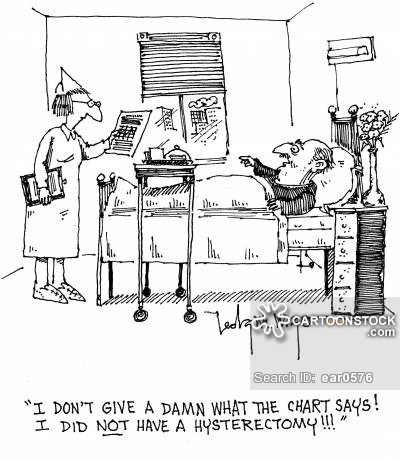 CARTOONSTOCK
.com
Search ID: ear0576
"I DON'T GIVE A DAMN WHAT THE CHART SAYS!
I DID NOT HAVE A HYSTERECTOMY!!!"